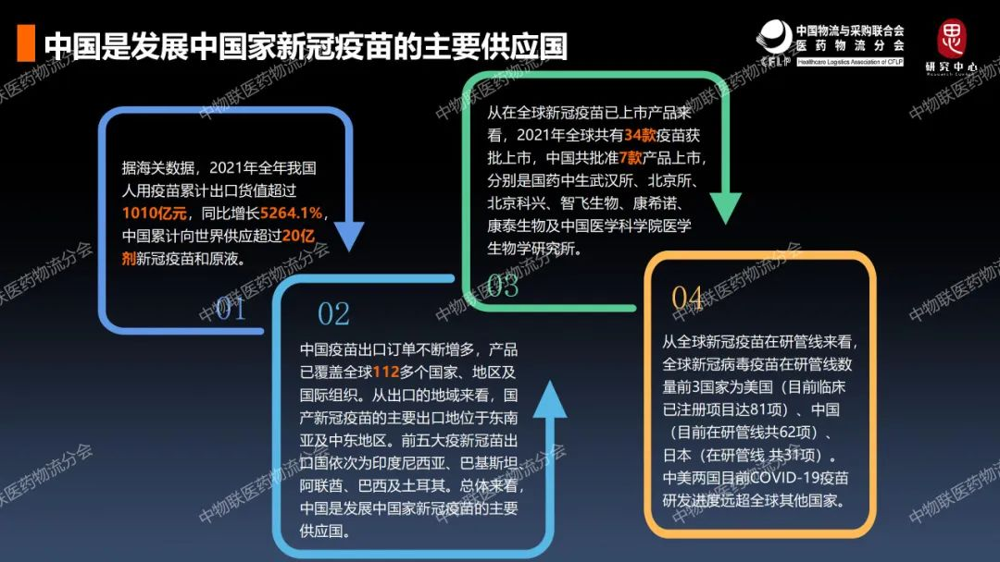 中国是发展中国家新冠疫苗的主要供应国
中国物流与采购联合会
医药物流分会
CFLP
Healthcare Logistics Association of CFLP
思
研究中心
Research Center
据海关数据，2021年全年我国
人用疫苗累计出口货值超过
1010亿元，同比增长5264.1%，
中国累计向世界供应超过20亿
剂新冠疫苗和原液。
01
02
中国疫苗出口订单不断增多，产品
已覆盖全球112多个国家、地区及
国际组织。从出口的地域来看，国
产新冠疫苗的主要出口地位于东南
亚及中东地区。前五大疫新冠苗出
口国依次为印度尼西亚、巴基斯坦
阿联酋、巴西及土耳其。总体来看，
中国是发展中国家新冠疫苗的主要
供应国。
从在全球新冠疫苗已上市产品来
看，2021年全球共有34款疫苗获
批上市，中国共批准7款产品上市，
分别是国药中生武汉所、北京所、
北京科兴、智飞生物、康希诺、
康泰生物及中国医学科学院医学
生物学研究所。
03
04
从全球新冠疫苗在研管线来看，
全球新冠病毒疫苗在研管线数
量前3国家为美国（目前临床
已注册项目达81项）、中国
（目前在研管线共62项）、
日本（在研管线 共31项）。
中美两国目前COVID-19疫苗
研发进度远超全球其他国家。
中物联医药物流分会